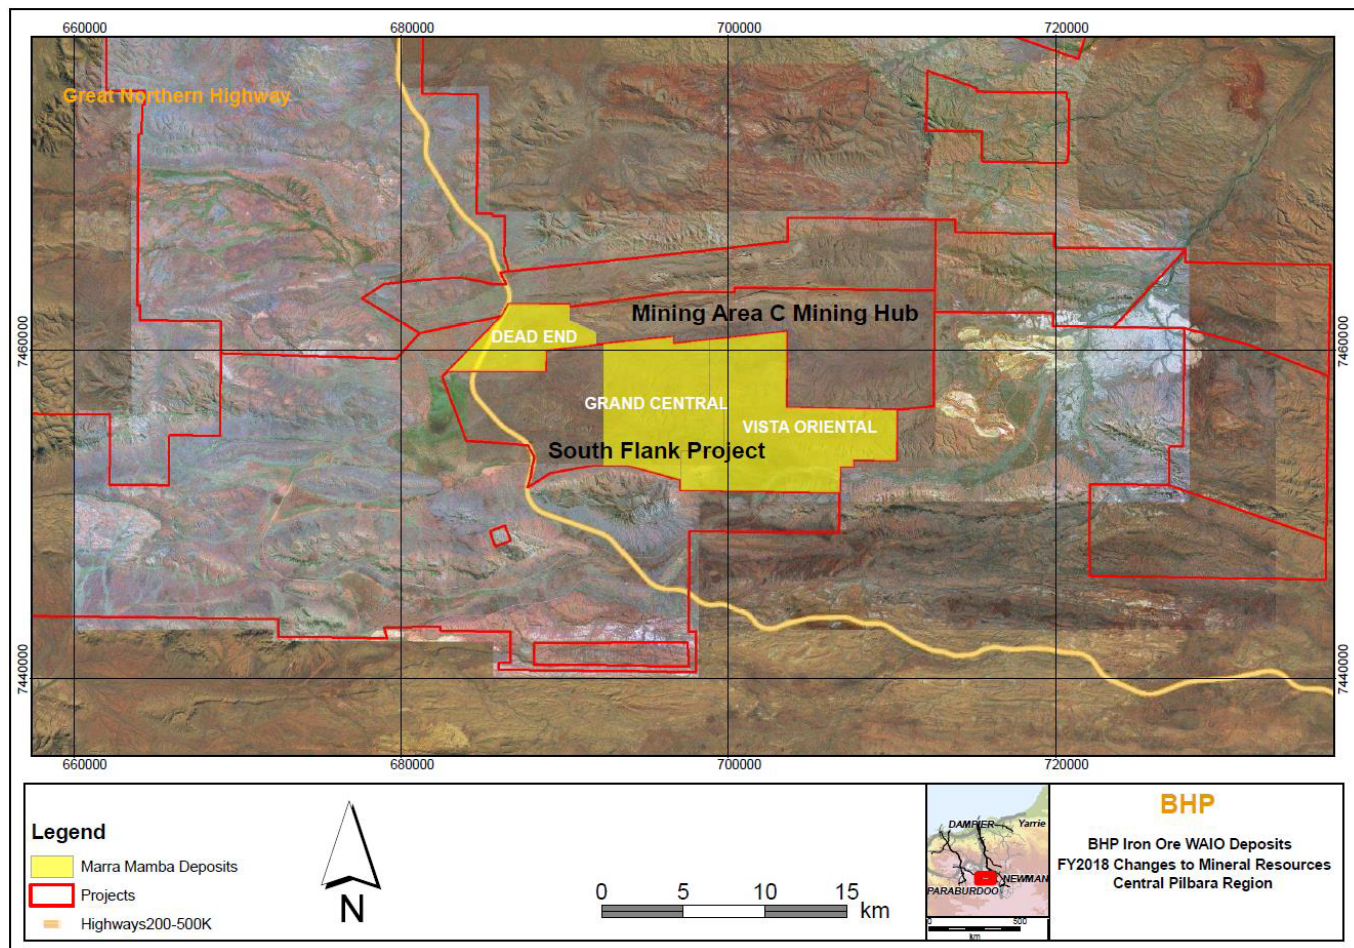 660000 680000 700000 720000
Great Northern Highway
Mining Area C Mining Hub
DEAD END
7460000
7460000
GRAND CENTRAL
VISTA ORIENTAL
South Flank Project
7440000
7440000
660000 680000 700000 720000
Legend
Marra Mamba Deposits
Projects
Highways200-500K
N
0 5 10 15
km
DAMPIER Yarrie
NEWMAN
PARABURDOO
0 500
km
BHP
BHP Iron Ore WAIO Deposits
FY2018 Changes to Mineral Resources
Central Pilbara Region